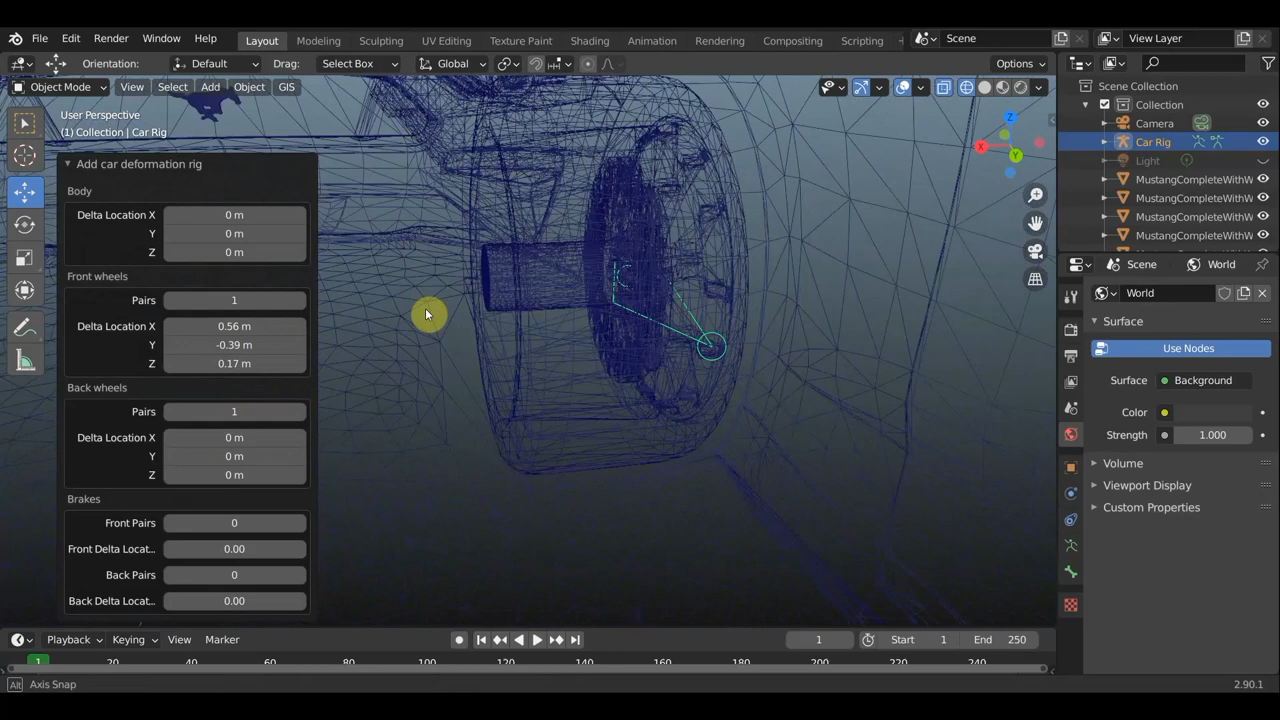 File Edit Render Window Help Layout Modeling Sculpting UV Editing Texture Paint Shading Animation Rendering Compositing Scripting Scene View Layer
Orientation: Default Drag: Select Box Global Options
Object Mode View Select Add Object GIS
User Perspective
(1) Collection | Car Rig
Add car deformation rig
Body
Delta Location X 0 m
Y 0 m
Z 0 m
Front wheels
Pairs 1
Delta Location X 0.56 m
Y -0.39 m
Z 0.17 m
Back wheels
Pairs 1
Delta Location X 0 m
Y 0 m
Z 0 m
Brakes
Front Pairs 0
Front Delta Locat... 0.00
Back Pairs 0
Back Delta Locat... 0.00
Z
X
Y
Scene Collection
Collection
Camera
Car Rig
Light
MustangCompleteWithW
MustangCompleteWithW
MustangCompleteWithW
MustangCompleteWithW
Scene World
World
Surface
Use Nodes
Surface Background
Color
Strength 1.000
Volume
Viewport Display
Custom Properties
Playback Keying View Marker 1 Start 1 End 250
1 20 40 60 80 100 120 140 160 180 200 220 240
Alt Axis Snap 2.90.1